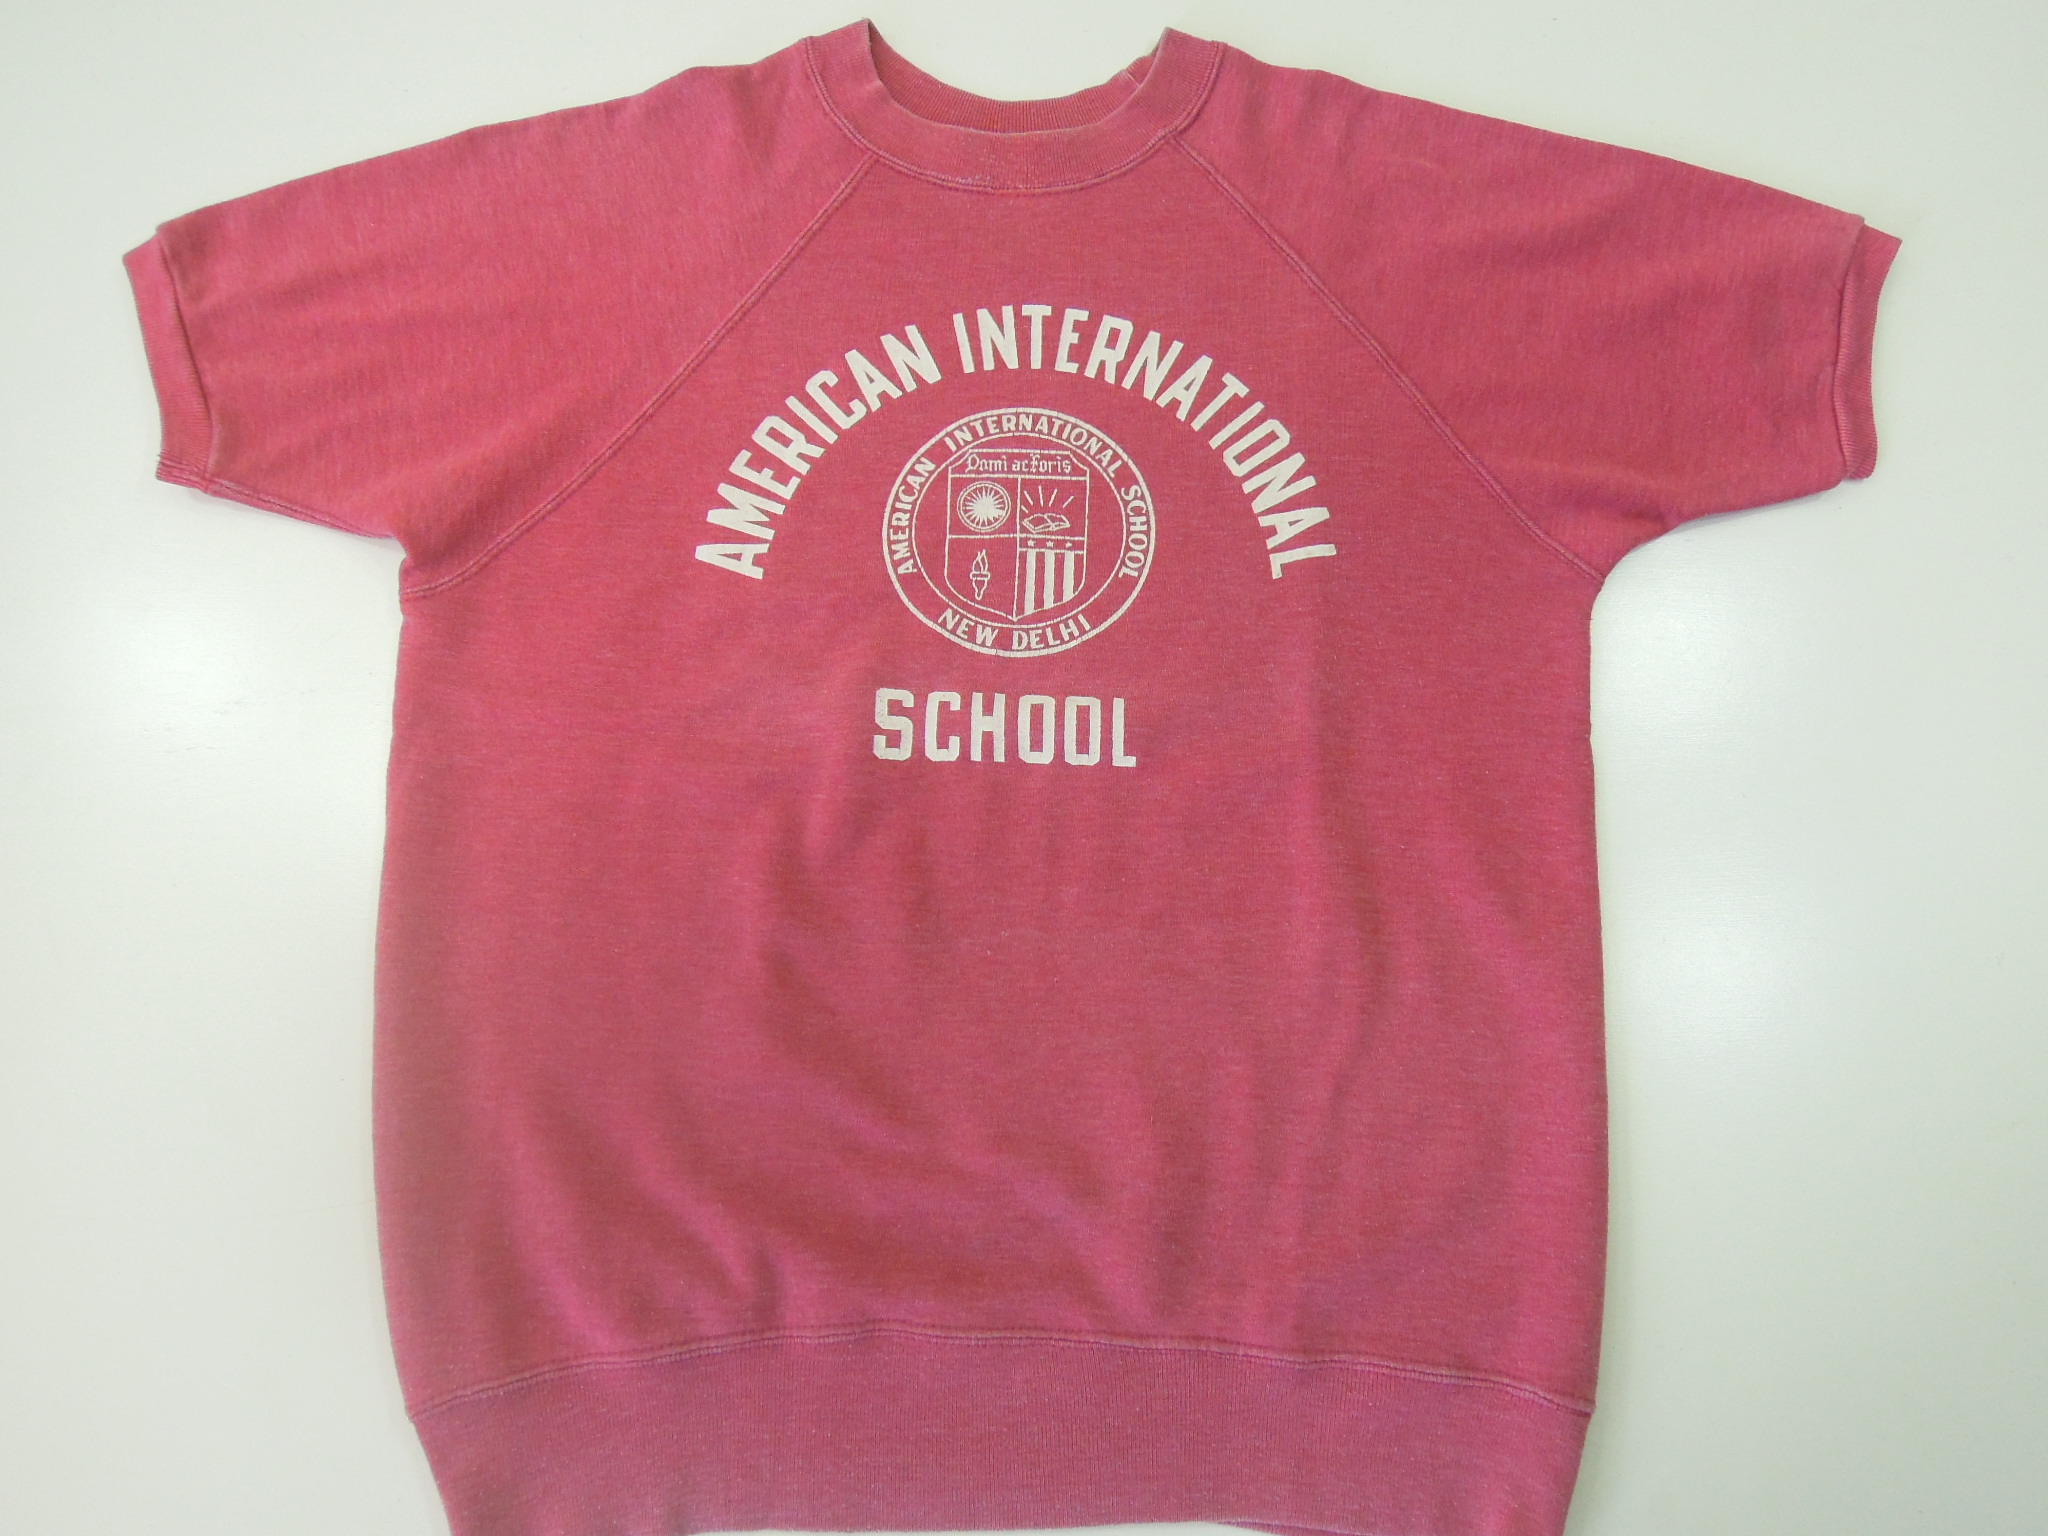 AMERICAN INTERNATIONAL
AMERICAN INTERNATIONAL SCHOOL
Domi ac Foris
NEW DELHI
SCHOOL